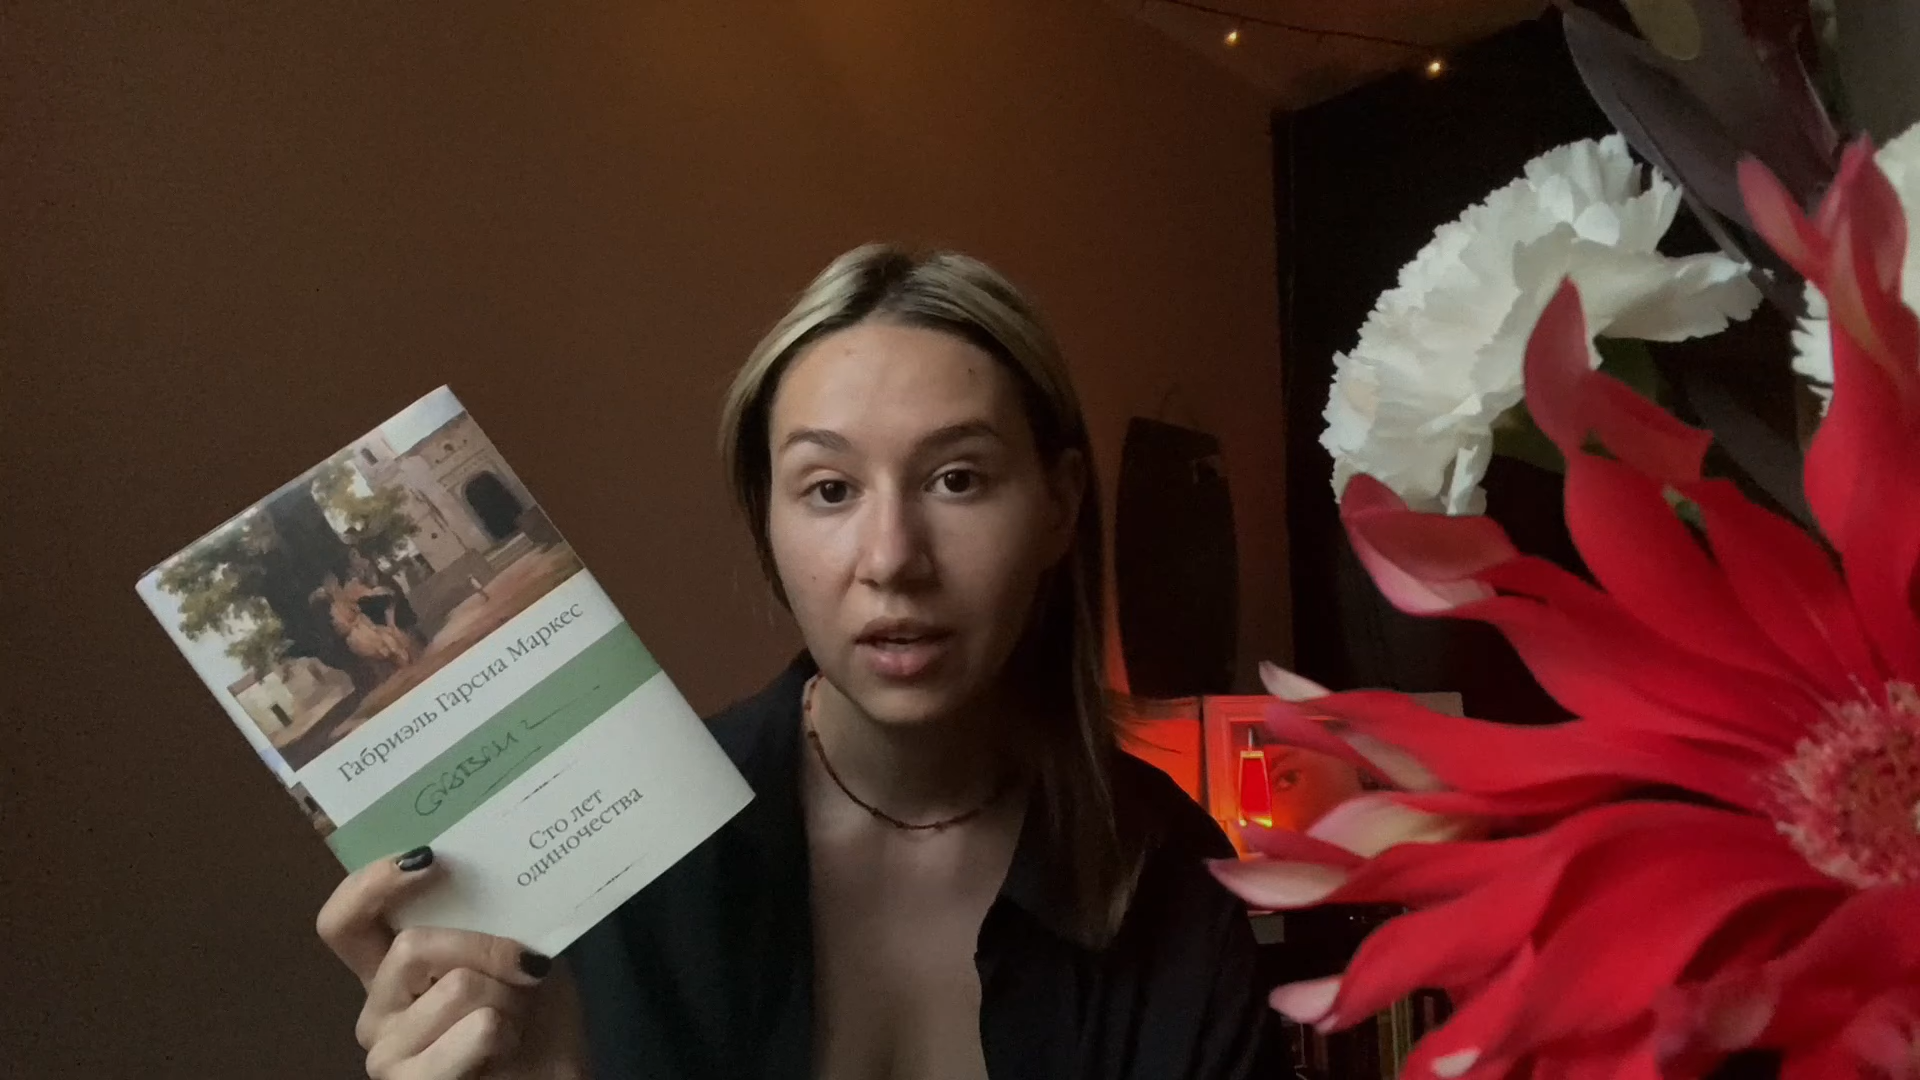 Габриэль Гарсиа Маркес
Сто лет
одиночества